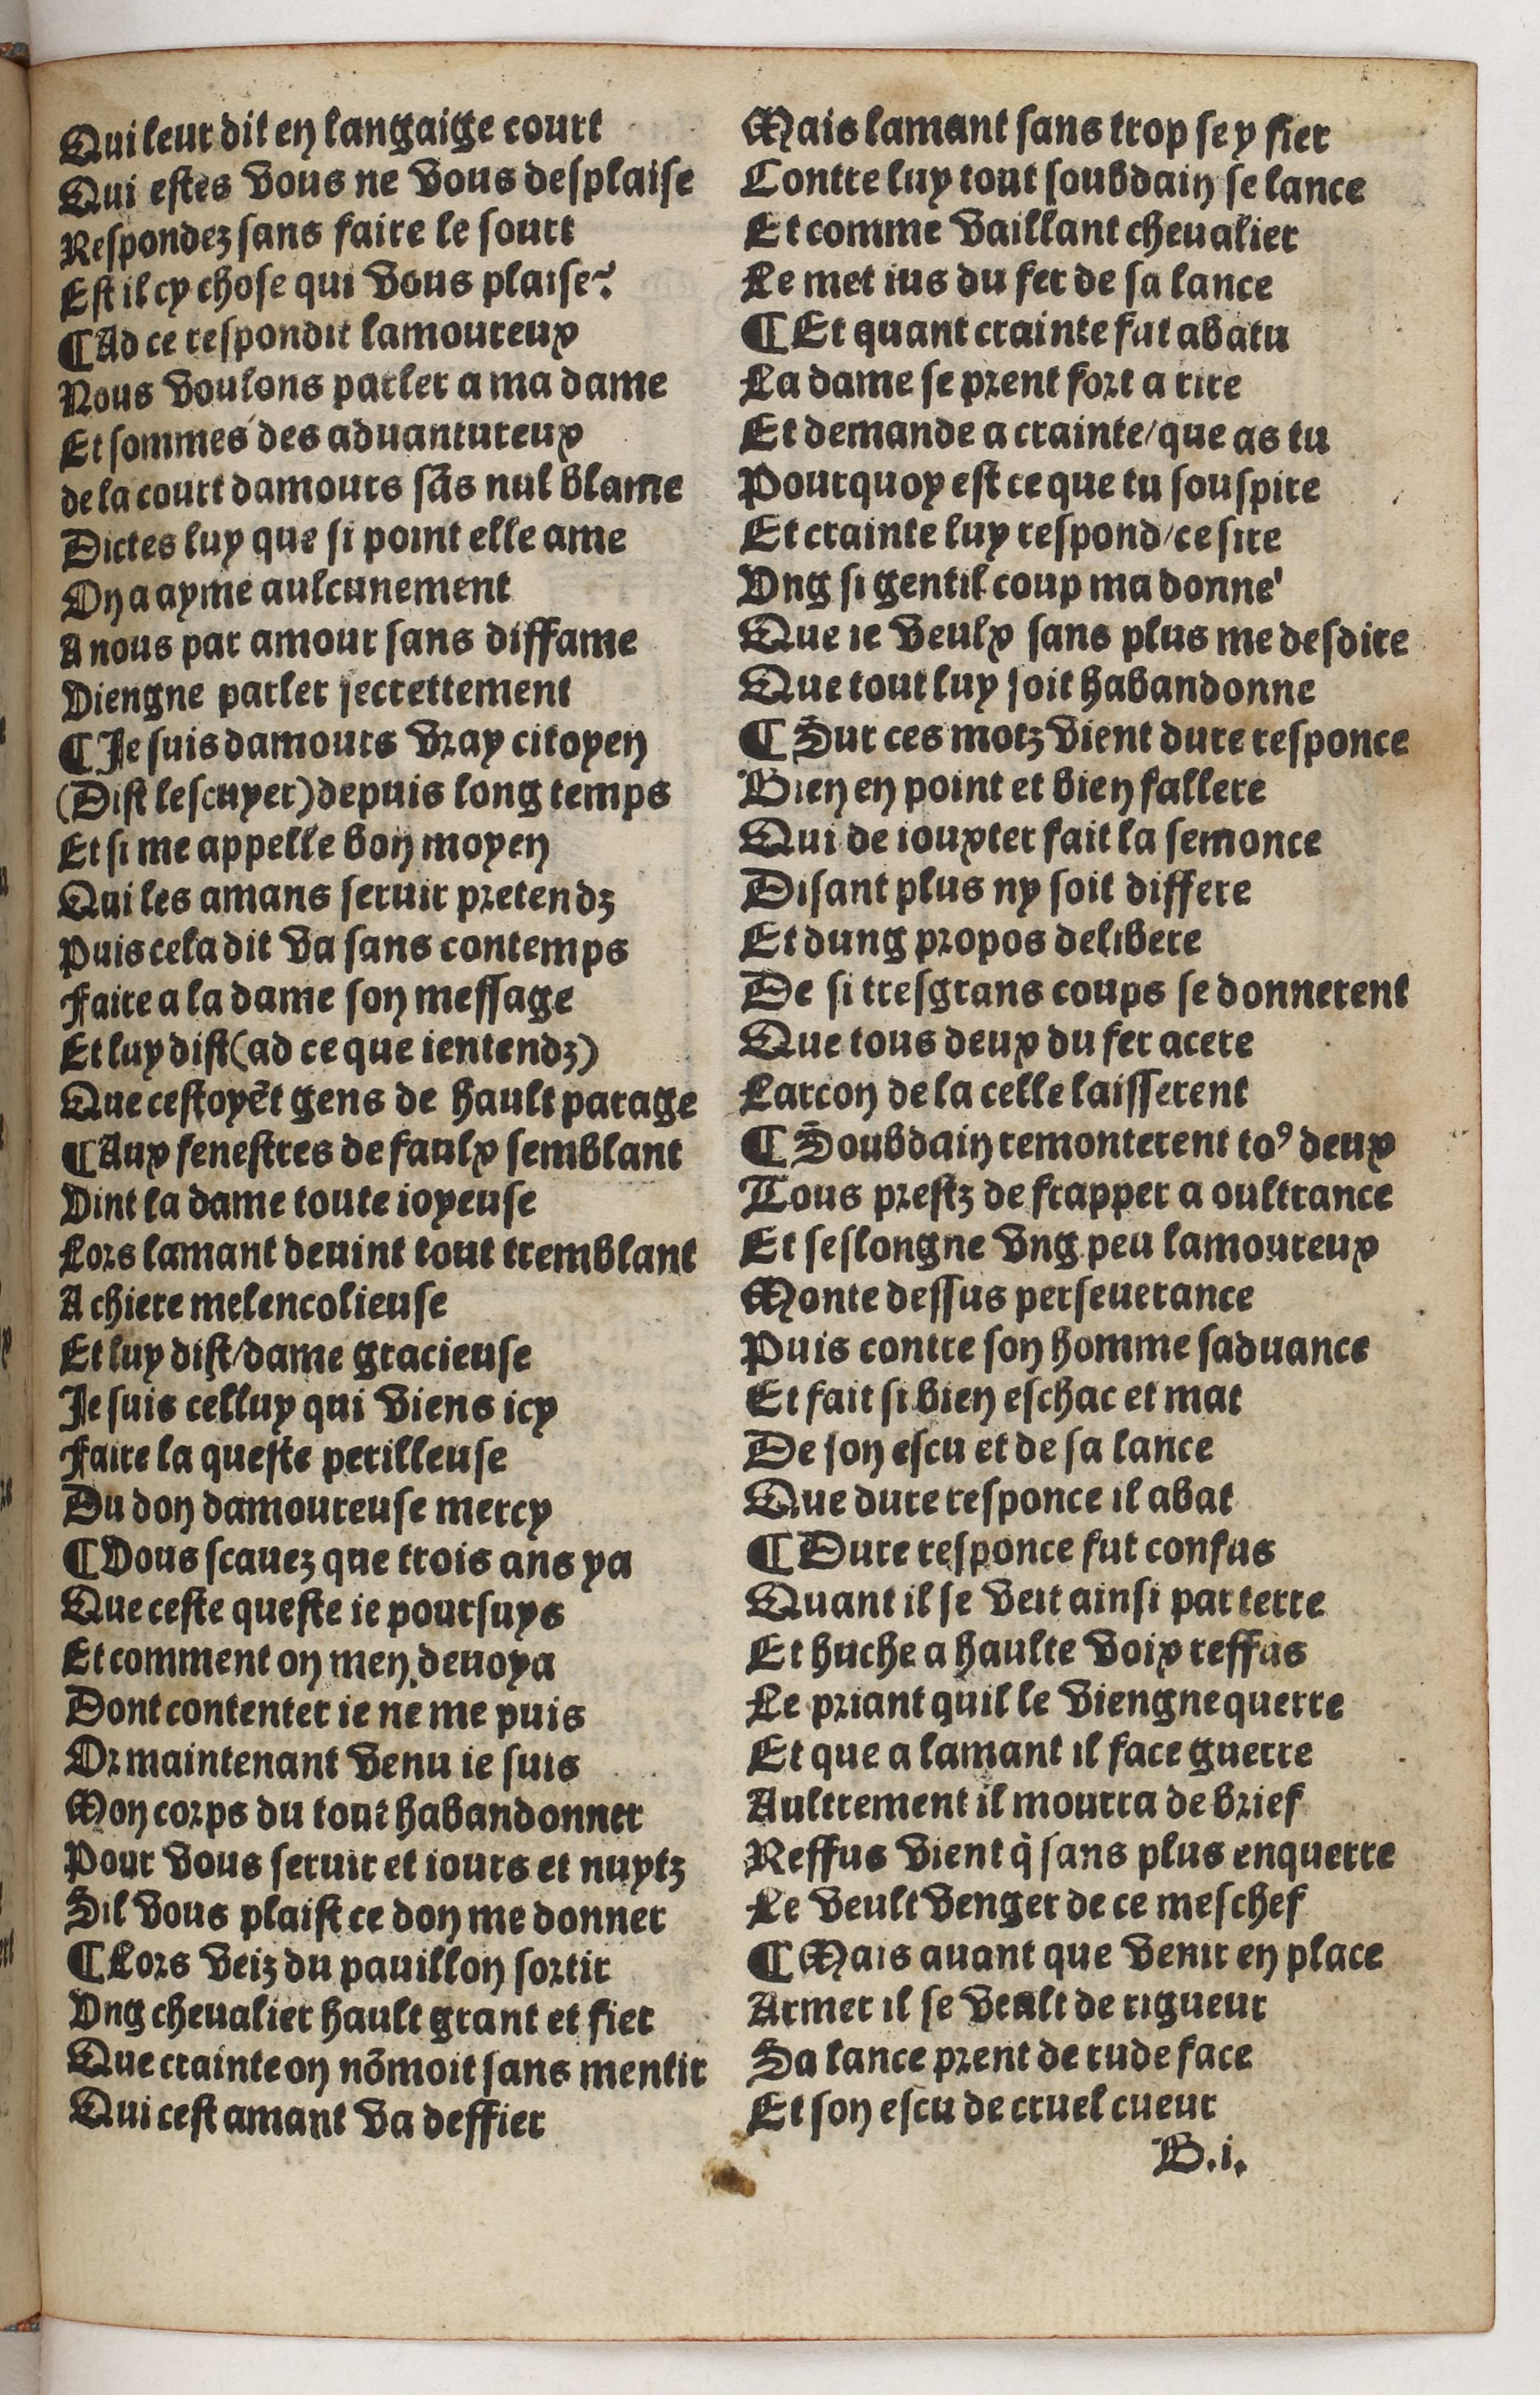 Qui leur dit en langaige court
Qui estes vous ne vous desplaise
Respondez sans faire le sourt
Est il cy chose qui vous plaise?
¶Ad ce respondit lamoureux
Nous voulons parler a ma dame
Et sommes des aduantureux
de la court damours sãs nul blame
Dictes luy que si point elle ame
On a ayme aulcunement
A nous par amour sans diffame
Viengne parler secrettement
¶Je suis damours vray citoyen
(Dist lescuyer) depuis long temps
Et si me appelle bon moyen
Qui les amans seruir pretendz
Puis cela dit va sans contemps
Faire a la dame son message
Et luy dist (ad ce que ientendz)
Que cestoyẽt gens de hault parage
¶Aux fenestres de faulx semblant
Vint la dame toute ioyeuse
Lors lamant deuint tout tremblant
A chiere melencolieuse
Et luy dist/dame gracieuse
Je suis celluy qui viens icy
Faire la queste perilleuse
Du don damoureuse mercy
¶Vous scauez que trois ans ya
Que ceste queste ie poursuys
Et comment on men deuoya
Dont contenter ie ne me puis
Or maintenant venu ie suis
Mon corps du tout habandonner
Pour vous seruir et iours et nuytz
Sil vous plaist ce don me donner
¶Lors veiz du pauillon sortir
Vng cheualier hault grant et fier
Que crainte on nõmoit sans mentir
Qui cest amant va deffier
Mais lamant sans trop se y fier
Contre luy tout soubdain se lance
Et comme vaillant cheualier
Le met ius du fer de sa lance
¶Et quant crainte fut abatu
La dame se prent fort a rire
Et demande a crainte/que as tu
Pourquoy est ce que tu souspire
Et crainte luy respond/ce sire
Vng si gentil coup ma donne'
Que ie veulx sans plus me desdire
Que tout luy soit habandonne
¶Sur ces motz vient dure responce
Bien en point et bien fallere
Qui de iouxter fait la semonce
Disant plus ny soit differe
Et dung propos delibere
De si tresgrans coups se donnerent
Que tous deux du fer acere
Larcon de la celle laisserent
¶Soubdain remonterent toꝰ deux
Tous prestz de frapper a oultrance
Et seslongne vng peu lamoureux
Monte dessus perseuerance
Puis contre son homme saduance
Et fait si bien eschac et mat
De son escu et de sa lance
Que dure responce il abat
¶Dure responce fut confus
Quant il se veit ainsi par terre
Et huche a haulte voix reffus
Le priant quil le viengne querre
Et que a lamant il face guerre
Aultrement il mourra de brief
Reffus vient q̃ sans plus enquerre
Le veult venger de ce meschef
¶Mais auant que venir en place
Armer il se veult de rigueur
Sa lance prent de rude face
Et son escu de cruel cueur
B.i.